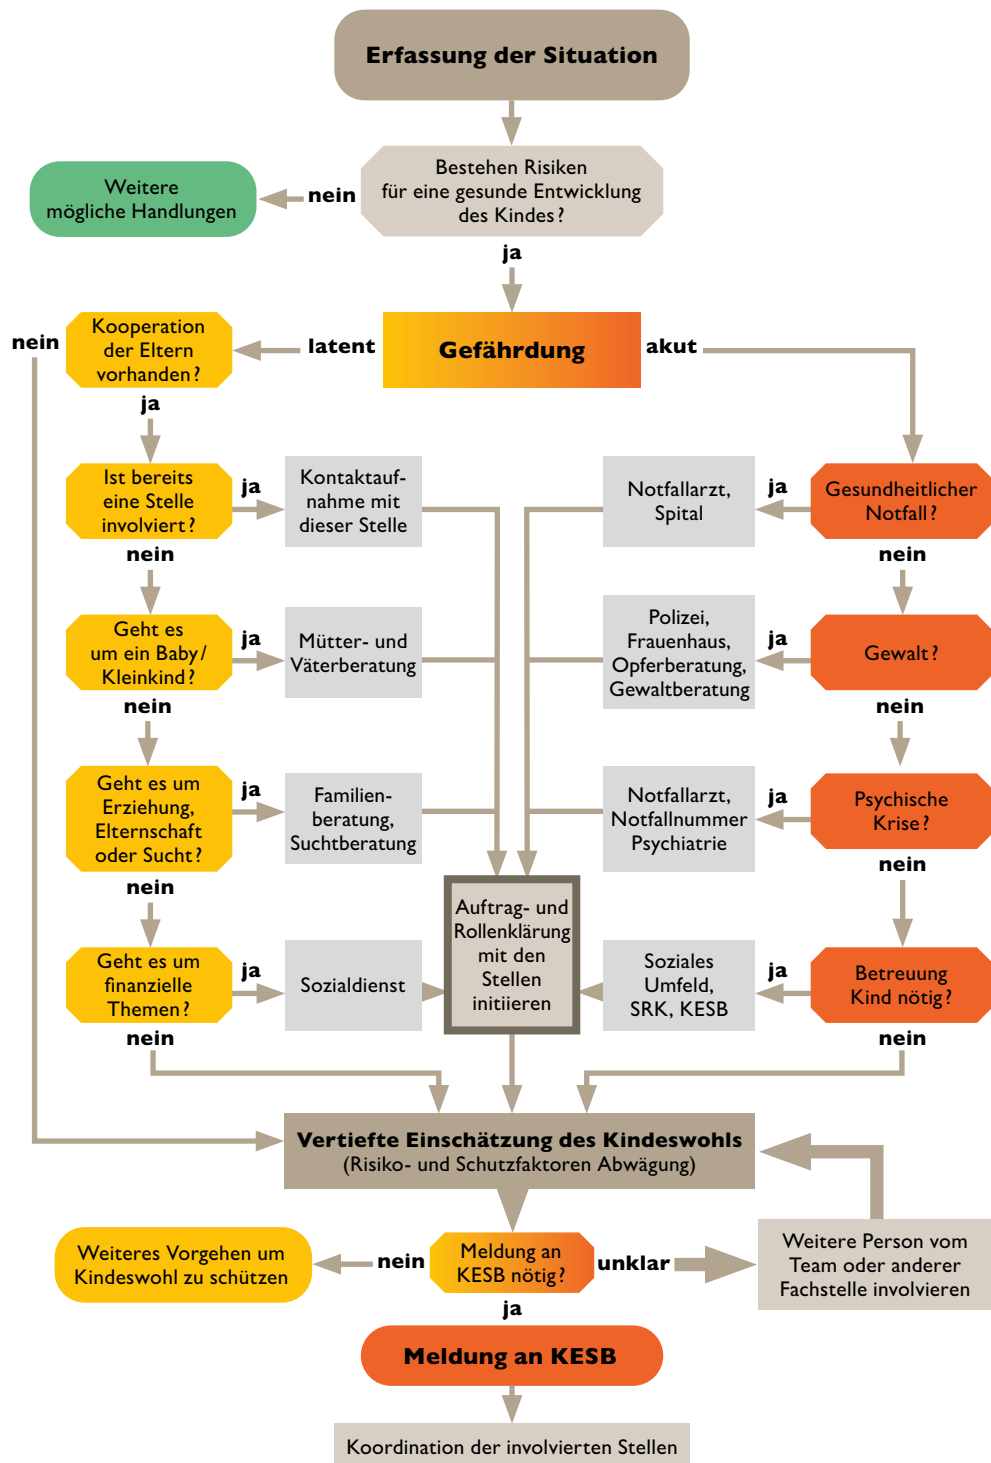 Erfassung der Situation
Bestehen Risiken
für eine gesunde Entwicklung
des Kindes?
nein
Weitere
mögliche Handlungen
ja
Gefährdung
latent
akut
Kooperation
der Eltern
vorhanden?
nein
ja
Ist bereits
eine Stelle
involviert?
ja
Kontaktauf-
nahme mit
dieser Stelle
Notfallarzt,
Spital
ja
Gesundheitlicher
Notfall?
nein
nein
Geht es
um ein Baby/
Kleinkind?
ja
Mütter- und
Väterberatung
Polizei,
Frauenhaus,
Opferberatung,
Gewaltberatung
ja
Gewalt?
nein
nein
Geht es um
Erziehung,
Elternschaft
oder Sucht?
ja
Familien-
beratung,
Suchtberatung
Notfallarzt,
Notfallnummer
Psychiatrie
ja
Psychische
Krise?
nein
nein
Auftrag- und
Rollenklärung
mit den
Stellen
initiieren
Geht es um
finanzielle
Themen?
ja
Sozialdienst
Soziales
Umfeld,
SRK, KESB
ja
Betreuung
Kind nötig?
nein
nein
Vertiefte Einschätzung des Kindeswohls
(Risiko- und Schutzfaktoren Abwägung)
Weiteres Vorgehen um
Kindeswohl zu schützen
nein
Meldung an
KESB nötig?
unklar
Weitere Person vom
Team oder anderer
Fachstelle involvieren
ja
Meldung an KESB
Koordination der involvierten Stellen